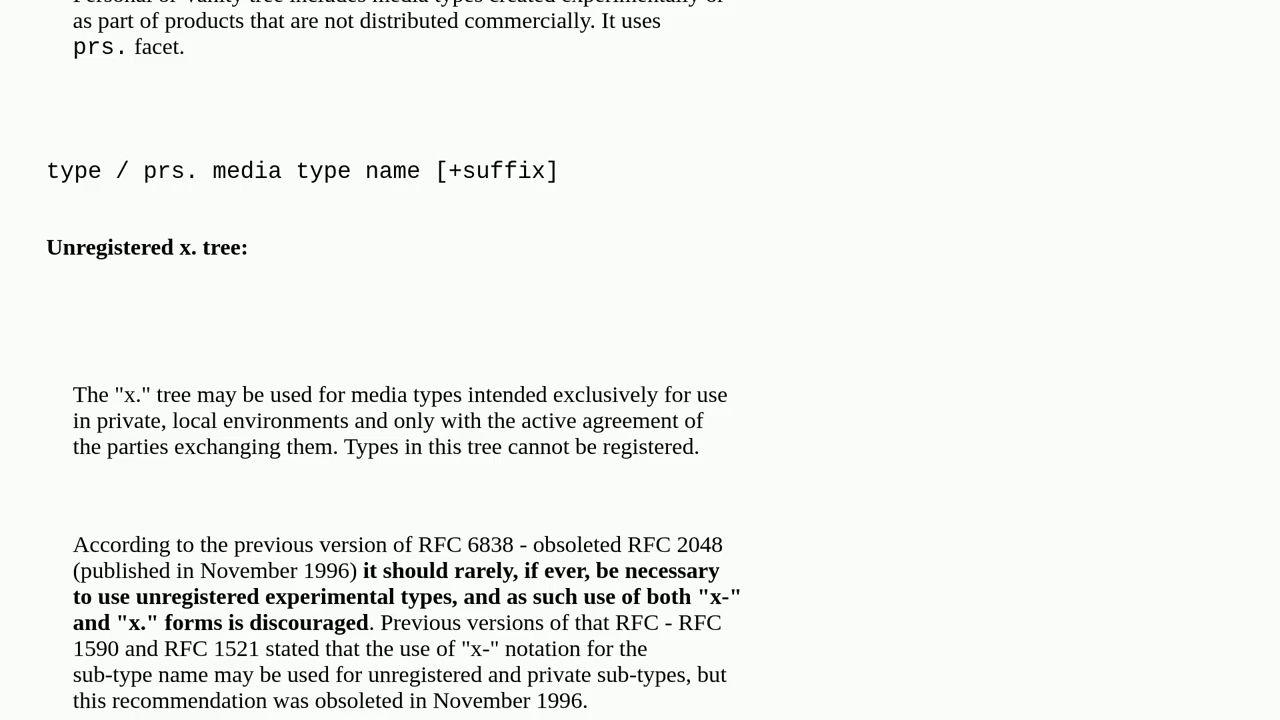 as part of products that are not distributed commercially. It uses
prs. facet.
type / prs. media type name [+suffix]
Unregistered x. tree:
The "x." tree may be used for media types intended exclusively for use
in private, local environments and only with the active agreement of
the parties exchanging them. Types in this tree cannot be registered.
According to the previous version of RFC 6838 - obsoleted RFC 2048
(published in November 1996) it should rarely, if ever, be necessary
to use unregistered experimental types, and as such use of both "x-"
and "x." forms is discouraged. Previous versions of that RFC - RFC
1590 and RFC 1521 stated that the use of "x-" notation for the
sub-type name may be used for unregistered and private sub-types, but
this recommendation was obsoleted in November 1996.